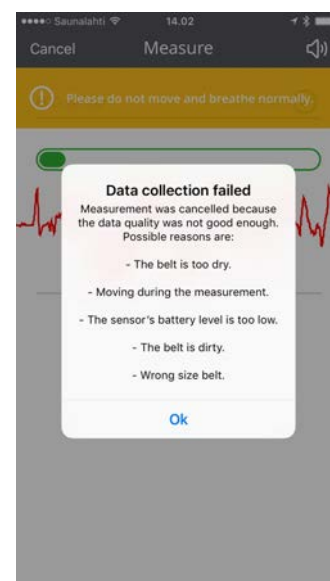 Saunalahti 14.02
Cancel Measure
Please do not move and breathe normally.
Data collection failed
Measurement was cancelled because
the data quality was not good enough.
Possible reasons are:
- The belt is too dry.
- Moving during the measurement.
- The sensor's battery level is too low.
- The belt is dirty.
- Wrong size belt.
Ok